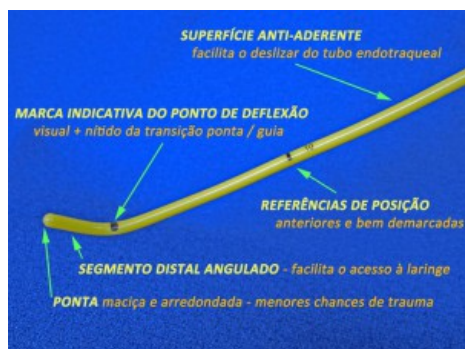 SUPERFÍCIE ANTI-ADERENTE
facilita o deslizar do tubo endotraqueal
MARCA INDICATIVA DO PONTO DE DEFLEXÃO
visual + nítido da transição ponta / guia
REFERÊNCIAS DE POSIÇÃO
anteriores e bem demarcadas
SEGMENTO DISTAL ANGULADO - facilita o acesso à laringe
PONTA maciça e arredondada - menores chances de trauma